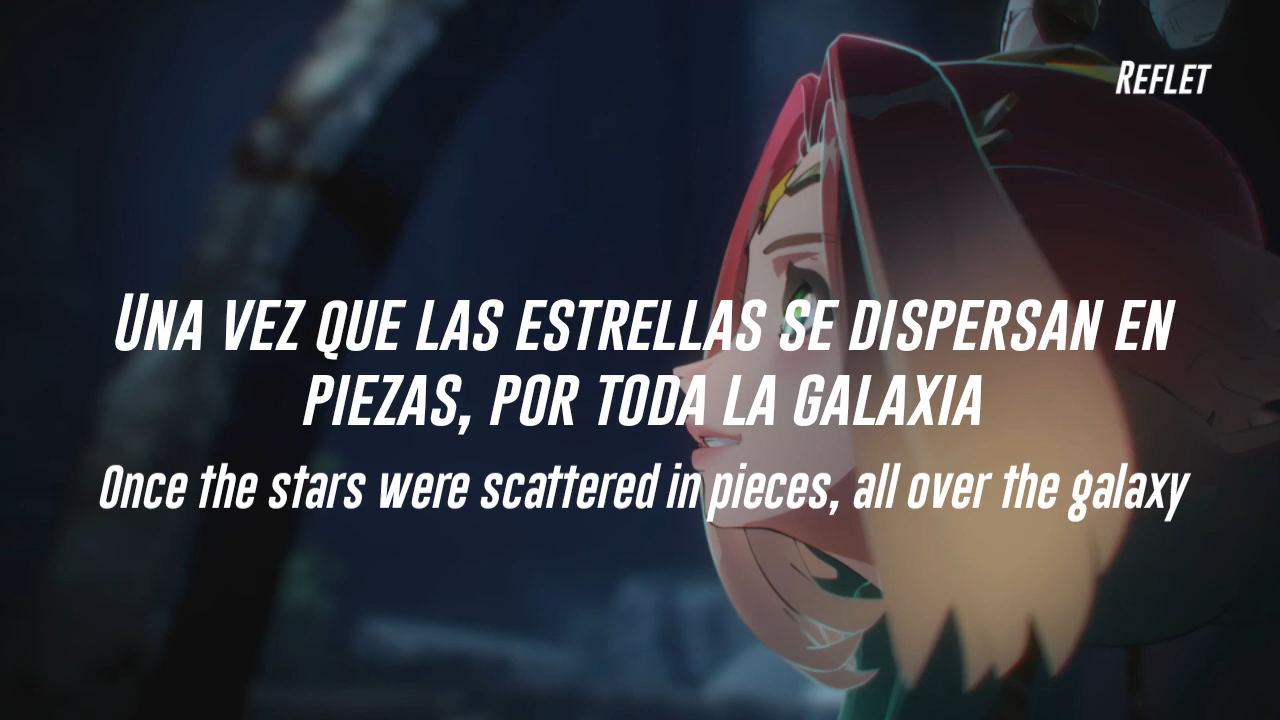 REFLET
UNA VEZ QUE LAS ESTRELLAS SE DISPERSAN EN
PIEZAS, POR TODA LA GALAXIA
Once the stars were scattered in pieces, all over the galaxy